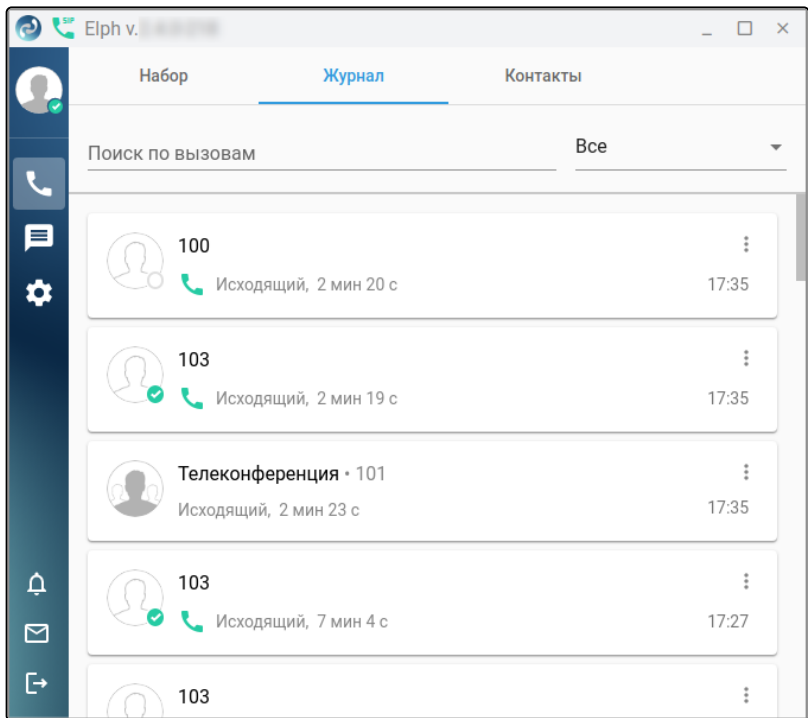 SIP
Elph v.
Набор Журнал Контакты
Поиск по вызовам Все
100
Исходящий, 2 мин 20 с 17:35
103
Исходящий, 2 мин 19 с 17:35
Телеконференция • 101
Исходящий, 2 мин 23 с 17:35
103
Исходящий, 7 мин 4 с 17:27
103